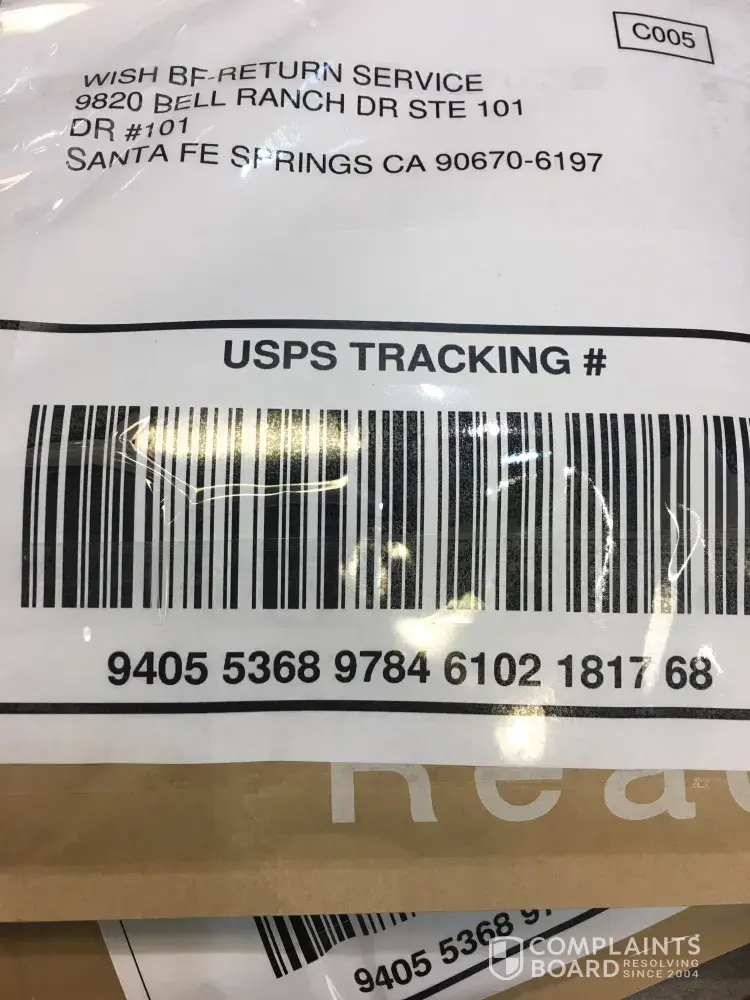 C005
WISH BF-RETURN SERVICE
9820 BELL RANCH DR STE 101
DR #101
SANTA FE SPRINGS CA 90670-6197
USPS TRACKING #
9405 5368 9784 6102 1817 68
9405 5368
COMPLAINTS
BOARD RESOLVING
SINCE 2004